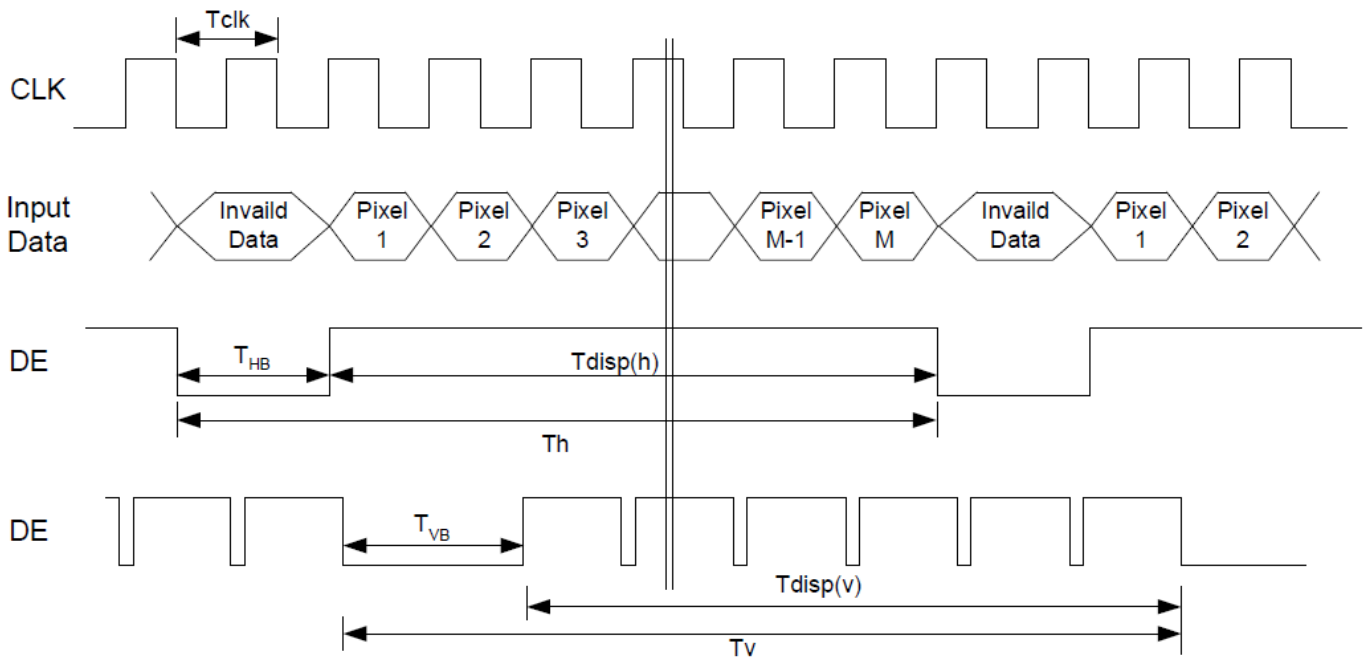 Tclk
CLK
Input
Data
Invaild
Data
Pixel
1
Pixel
2
Pixel
3
Pixel
M-1
Pixel
M
Invaild
Data
Pixel
1
Pixel
2
DE
THB
Tdisp(h)
Th
DE
TVB
Tdisp(v)
Tv